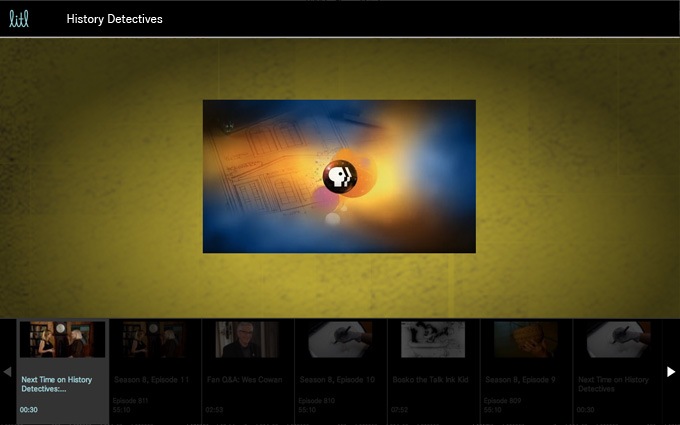 litl
History Detectives
Next Time on History
Detectives:...
00:30
Season 8, Episode 11
Episode 811
55:10
Fan Q&A: Wes Cowan
07:53
Season 8, Episode 10
Episode 810
55:10
Bosko the Talk Ink Kid
07:52
Season 8, Episode 9
Episode 809
55:10
Next Time on History
Detectives
00:30